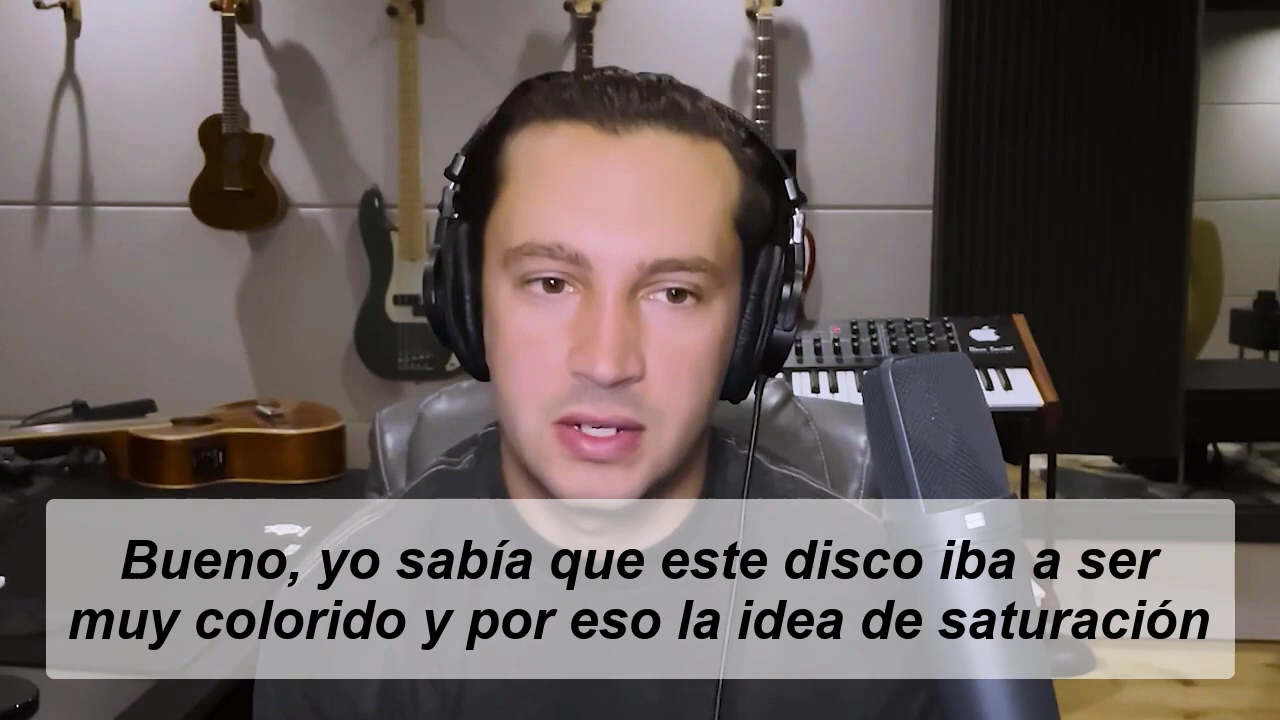 Bueno, yo sabía que este disco iba a ser
muy colorido y por eso la idea de saturación